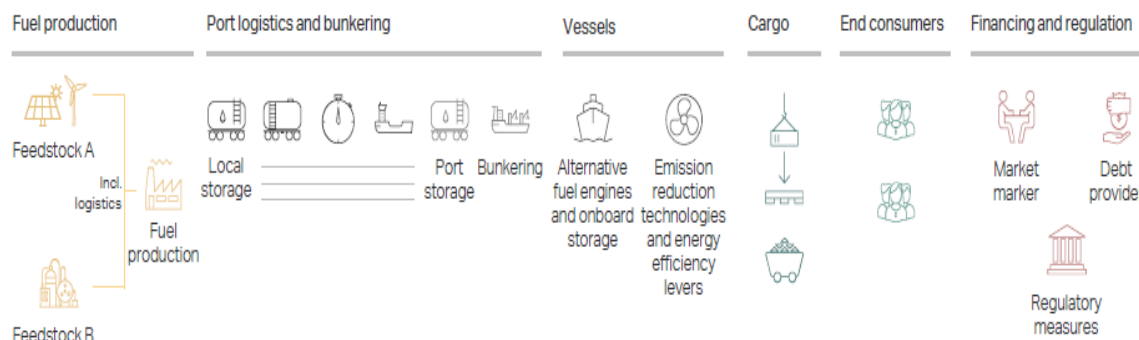 Fuel production
Port logistics and bunkering
Vessels
Cargo
End consumers
Financing and regulation
Feedstock A
Incl.
logistics
Fuel
production
Feedstock B
Local
storage
Port
storage
Bunkering
Alternative
fuel engines
and onboard
storage
Emission
reduction
technologies
and energy
efficiency
levers
Market
marker
Debt
provide
Regulatory
measures